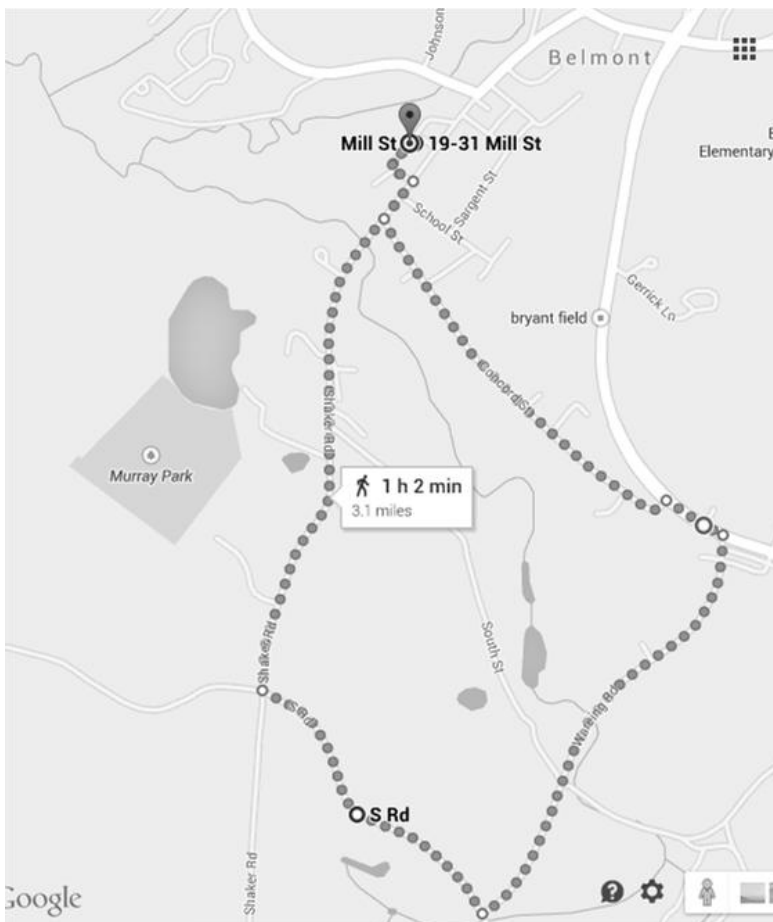 Johnson
Belmont
Mill St
19-31 Mill St
Elementary
School St
Sargent St
Gerrick Ln
bryant field
Concord St
Shaker Rd
Murray Park
1 h 2 min
3.1 miles
South St
Shaker Rd
S Rd
Wareing Rd
S Rd
Shaker Rd
Google